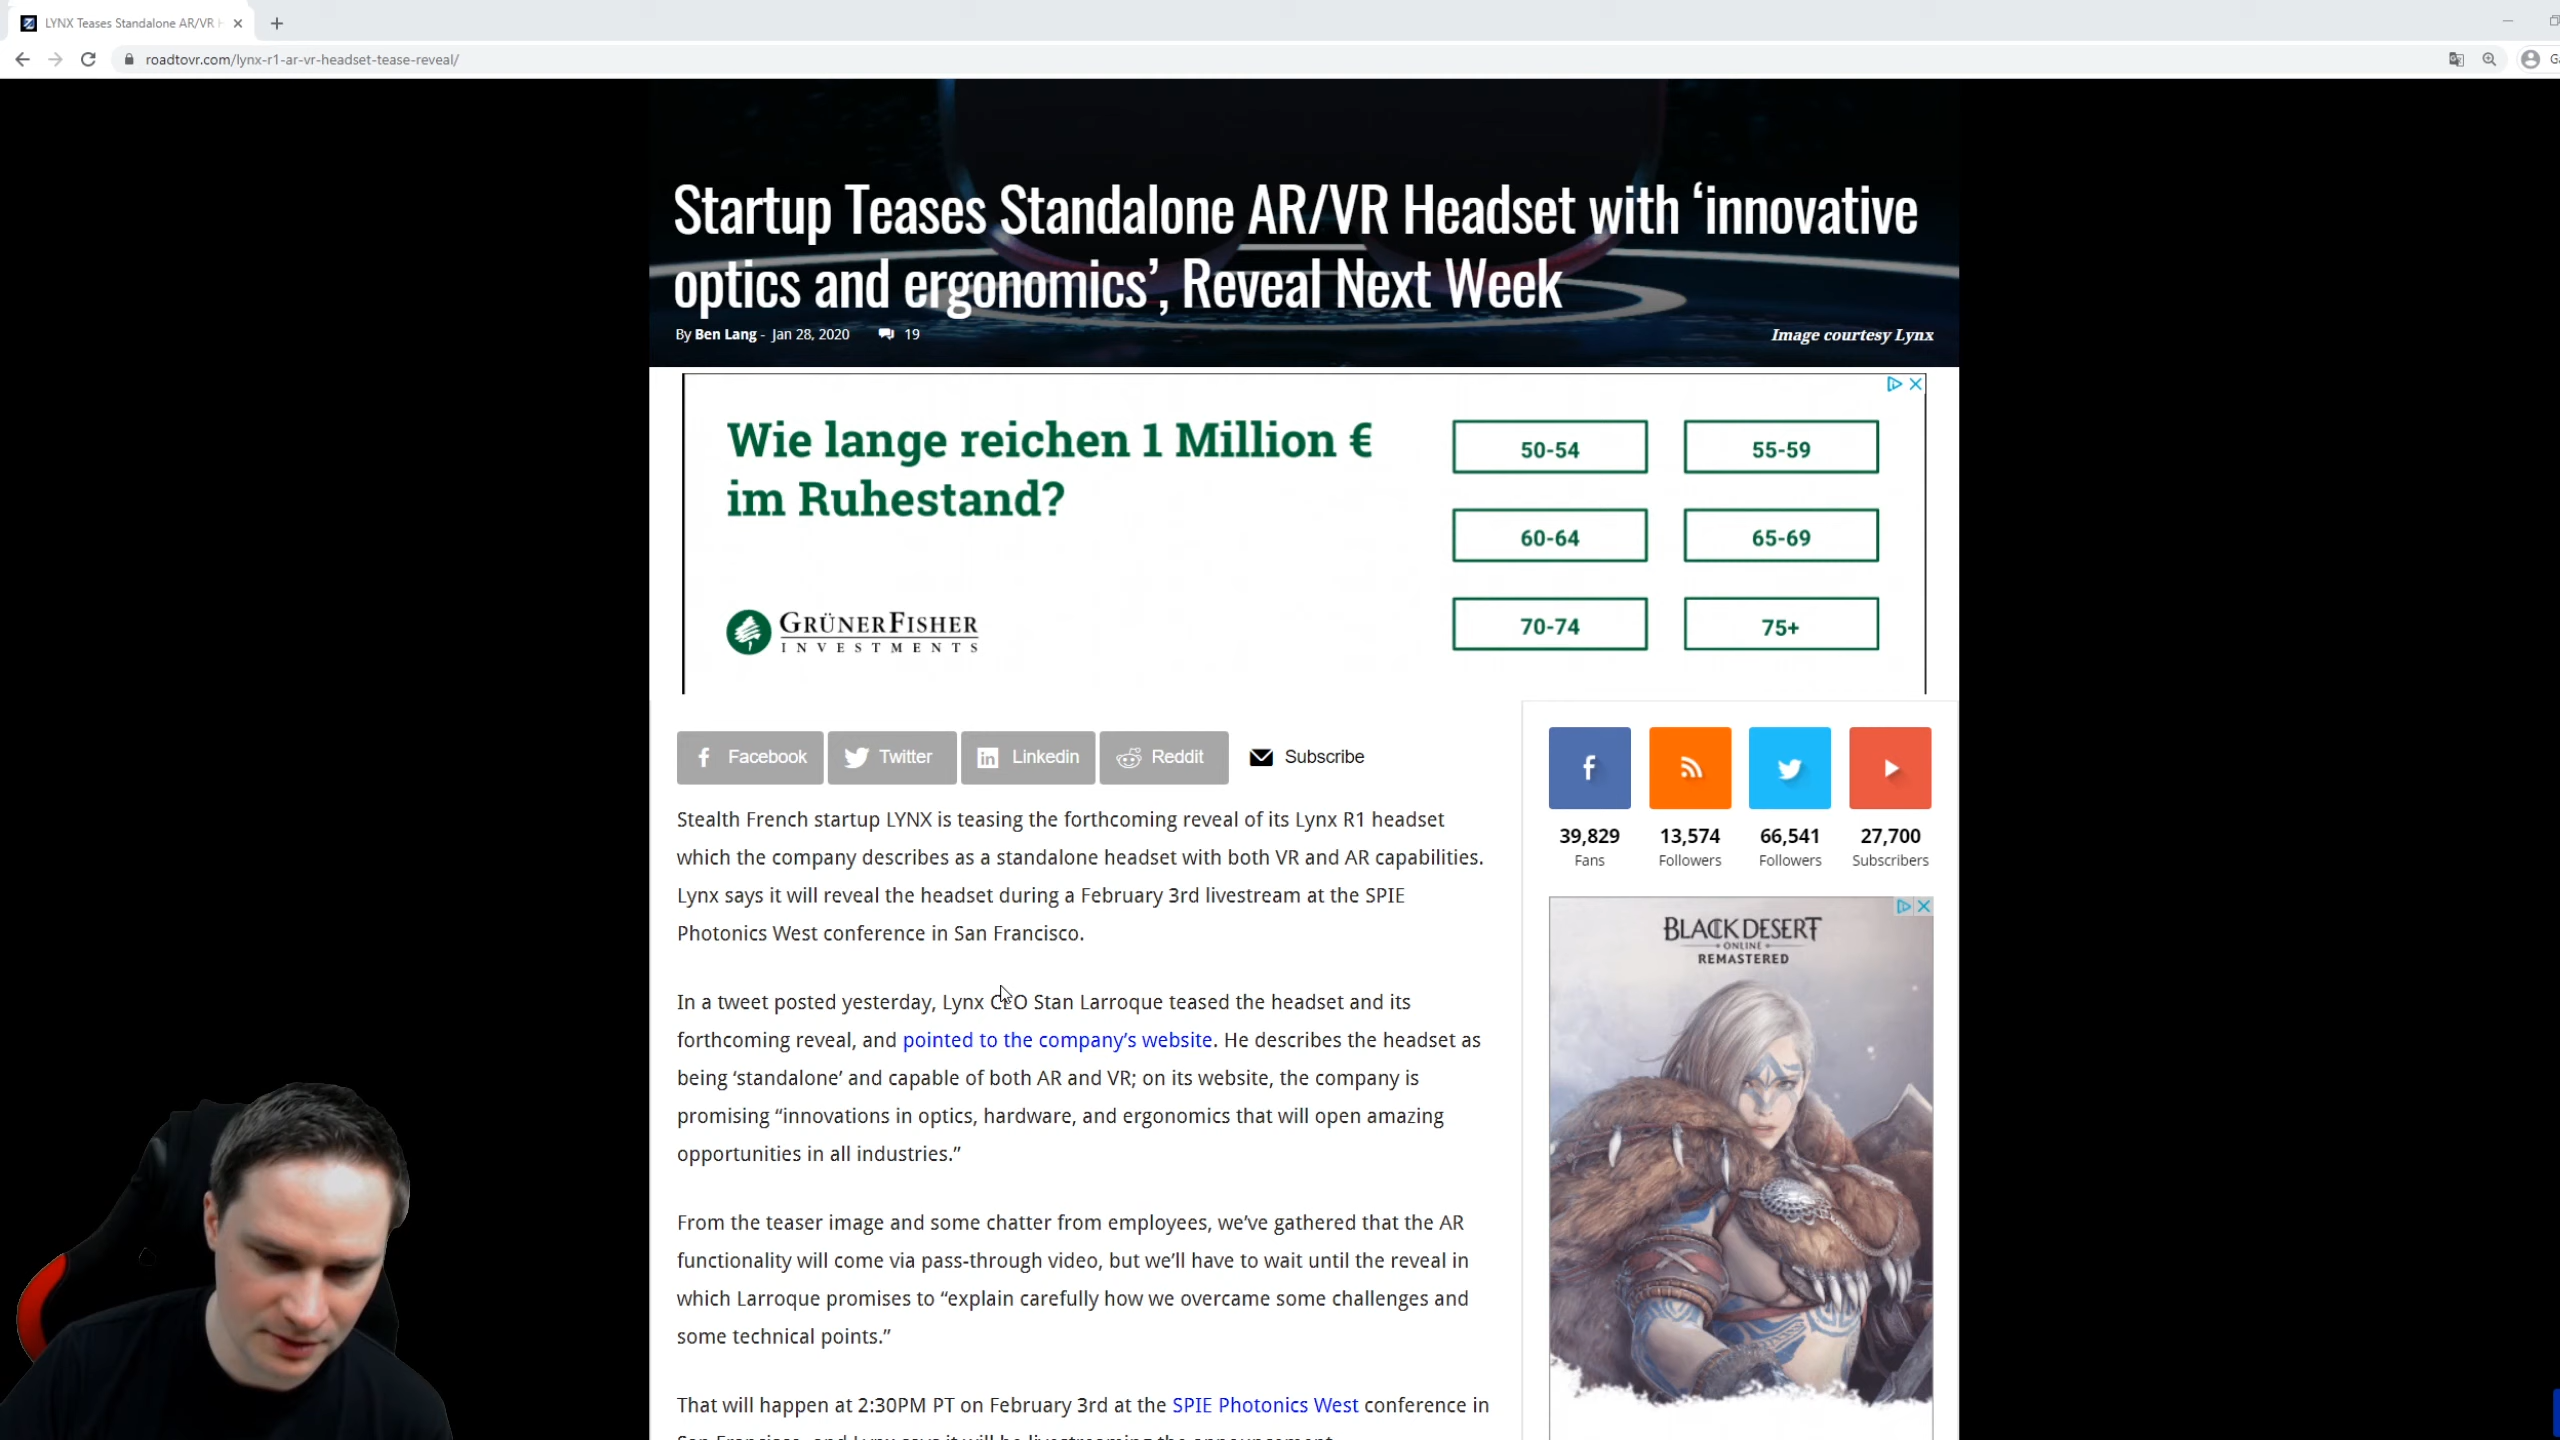 LYNX Teases Standalone AR/VR H
roadtovr.com/lynx-r1-ar-vr-headset-tease-reveal/
Startup Teases Standalone AR/VR Headset with ‘innovative
optics and ergonomics’, Reveal Next Week
By Ben Lang - Jan 28, 2020 19
Image courtesy Lynx
Wie lange reichen 1 Million €
im Ruhestand?
50-54 55-59
60-64 65-69
70-74 75+
GRÜNERFISHER
INVESTMENTS
Facebook Twitter Linkedin Reddit Subscribe
39,829 13,574 66,541 27,700
Fans Followers Followers Subscribers
Stealth French startup LYNX is teasing the forthcoming reveal of its Lynx R1 headset
which the company describes as a standalone headset with both VR and AR capabilities.
Lynx says it will reveal the headset during a February 3rd livestream at the SPIE
Photonics West conference in San Francisco.
In a tweet posted yesterday, Lynx CEO Stan Larroque teased the headset and its
forthcoming reveal, and pointed to the company’s website. He describes the headset as
being ‘standalone’ and capable of both AR and VR; on its website, the company is
promising “innovations in optics, hardware, and ergonomics that will open amazing
opportunities in all industries.”
From the teaser image and some chatter from employees, we’ve gathered that the AR
functionality will come via pass-through video, but we’ll have to wait until the reveal in
which Larroque promises to “explain carefully how we overcame some challenges and
some technical points.”
That will happen at 2:30PM PT on February 3rd at the SPIE Photonics West conference in
San Francisco, and Lynx says it will be livestreaming the announcement.
BLACK DESERT
ONLINE
REMASTERED